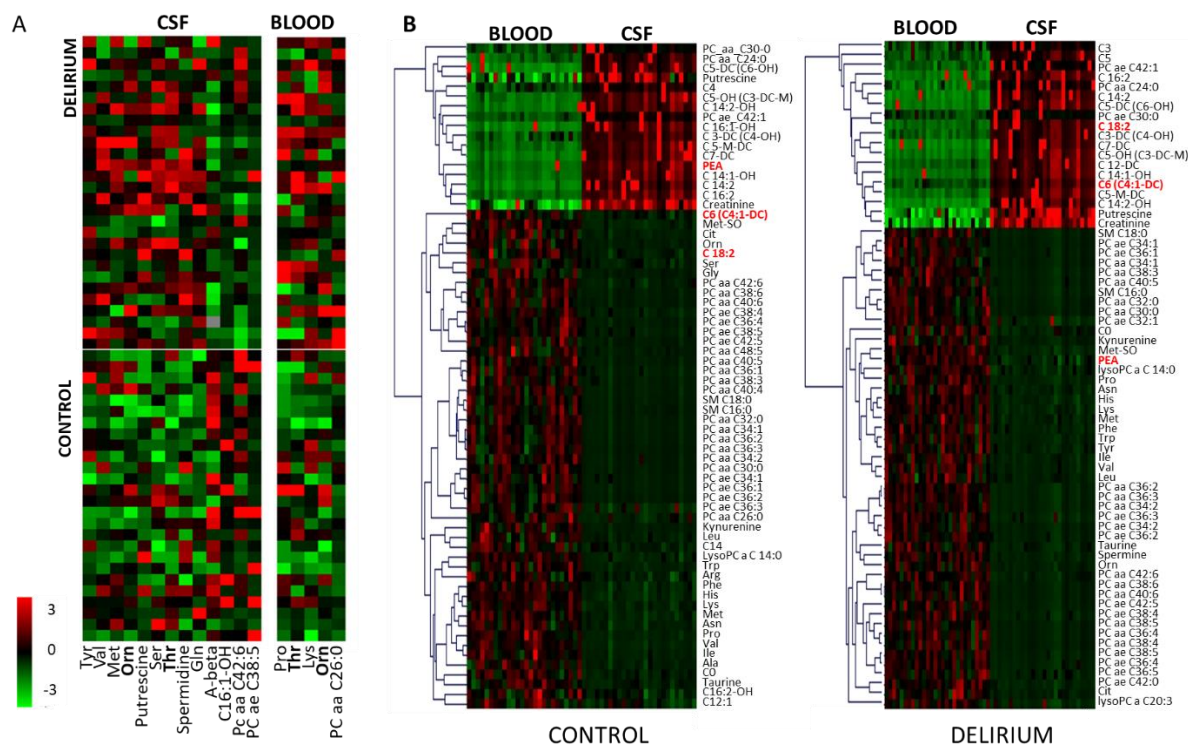 A
CSF
BLOOD
DELIRIUM
CONTROL
3
0
-3
Tyr
Val
Met
Orn
Putrescine
Ser
Thr
Spermidine
Gln
A-beta
C16:1-OH
Pc aa C42:6
PC ae C38:5
Pro
Thr
Lys
Orn
PC aa C26:0
B
BLOOD
CSF
PC_aa_C30-0
PC aa_C24:0
C5-DC (C6-OH)
Putrescine
C4
C5-OH (C3-DC-M)
C 14:2-OH
PC ae_C42:1
C 16:1-OH
C 3-DC (C4-OH)
C5-M-DC
C7-DC
PEA
C 14:1-OH
C 14:2
C 16:2
Creatinine
C6 (C4:1-DC)
Met-SO
Cit
Orn
C 18:2
Ser
Gly
PC aa C42:6
PC aa C38:6
PC aa C40:6
PC ae C38:4
PC ae C36:4
PC ae C38:5
PC ae C42:5
PC aa C48:5
PC aa C40:5
PC aa C36:1
PC aa C38:3
PC aa C40:4
SM C18:0
SM C16:0
PC aa C32:0
PC aa C34:1
PC aa C36:2
PC aa C36:3
PC aa C34:2
PC aa C30:0
PC ae C34:1
PC ae C36:1
PC ae C36:2
PC ae C36:3
PC aa C26:0
Kynurenine
Leu
C14
LysoPC a C 14:0
Trp
Arg
Phe
His
Lys
Met
Asn
Pro
Val
Ile
Ala
C0
Taurine
C16:2-OH
C12:1
CONTROL
BLOOD
CSF
C3
C5
PC ae C42:1
C 16:2
PC aa C24:0
C 14:2
C5-DC (C6-OH)
PC ae C30:0
C 18:2
C3-DC (C4-OH)
C7-DC
C5-OH (C3-DC-M)
C 12-DC
C 14:1-OH
C6 (C4:1-DC)
C5-M-DC
C 14:2-OH
Putrescine
Creatinine
SM C18:0
PC ae C34:1
PC ae C36:1
PC aa C34:1
PC aa C38:3
PC aa C40:5
SM C16:0
PC aa C32:0
PC aa C30:0
PC ae C32:1
C0
Kynurenine
Met-SO
PEA
lysoPC a C 14:0
Pro
Asn
His
Lys
Met
Phe
Trp
Tyr
Ile
Val
Leu
PC aa C36:2
PC aa C36:3
PC aa C34:2
PC ae C36:3
PC ae C34:2
PC ae C36:2
Taurine
Spermine
Orn
PC aa C42:6
PC aa C38:6
PC aa C40:6
PC ae C42:5
PC ae C38:4
PC aa C38:5
PC aa C36:4
PC aa C38:4
PC ae C38:5
PC ae C36:4
PC ae C36:5
PC ae C42:0
Cit
lysoPC a C20:3
DELIRIUM